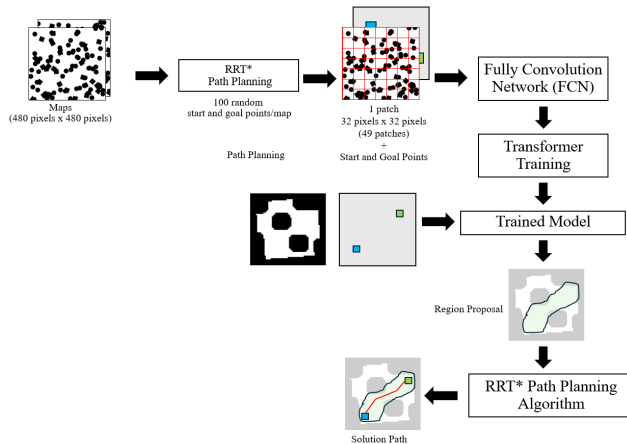 Maps
(480 pixels x 480 pixels)
RRT*
Path Planning
100 random
start and goal points/map
Path Planning
1 patch
32 pixels x 32 pixels
(49 patches)
+
Start and Goal Points
Fully Convolution
Network (FCN)
Transformer
Training
Trained Model
Region Proposal
RRT* Path Planning
Algorithm
Solution Path